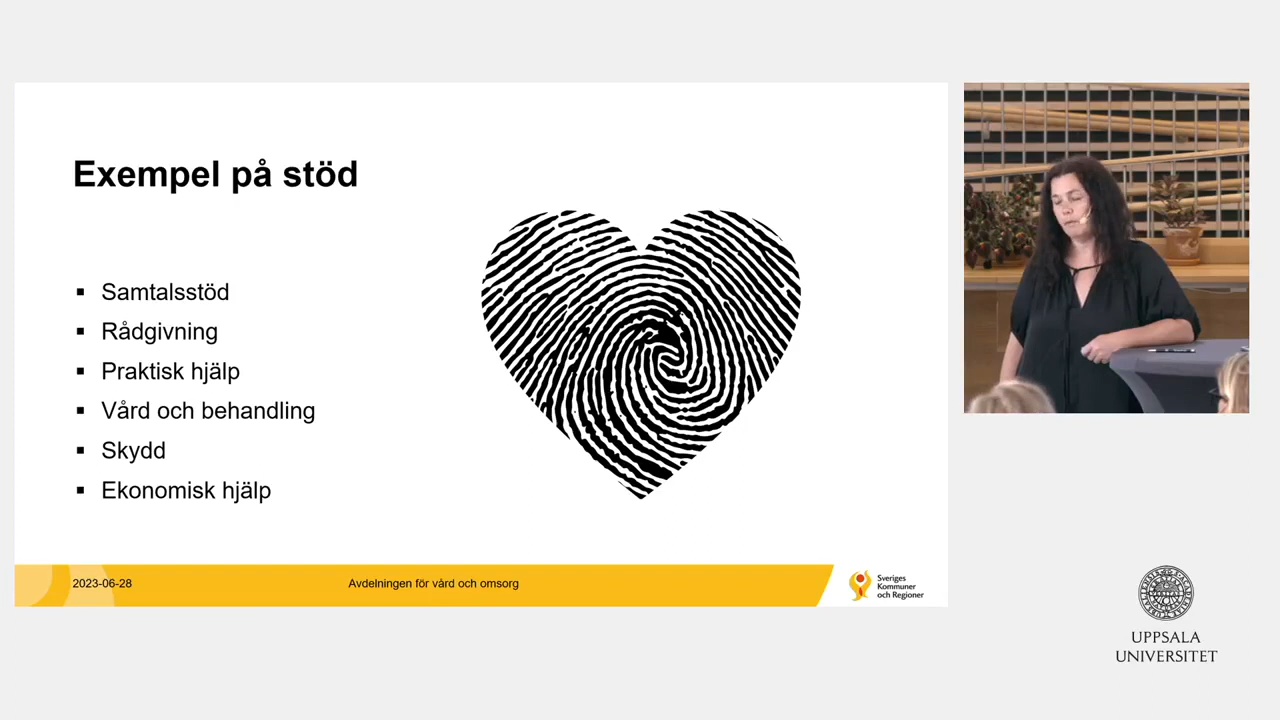 Exempel på stöd
Samtalsstöd
Rådgivning
Praktisk hjälp
Vård och behandling
Skydd
Ekonomisk hjälp
2023-06-28
Avdelningen för vård och omsorg
Sveriges
Kommuner
och Regioner
UPPSALA
UNIVERSITET